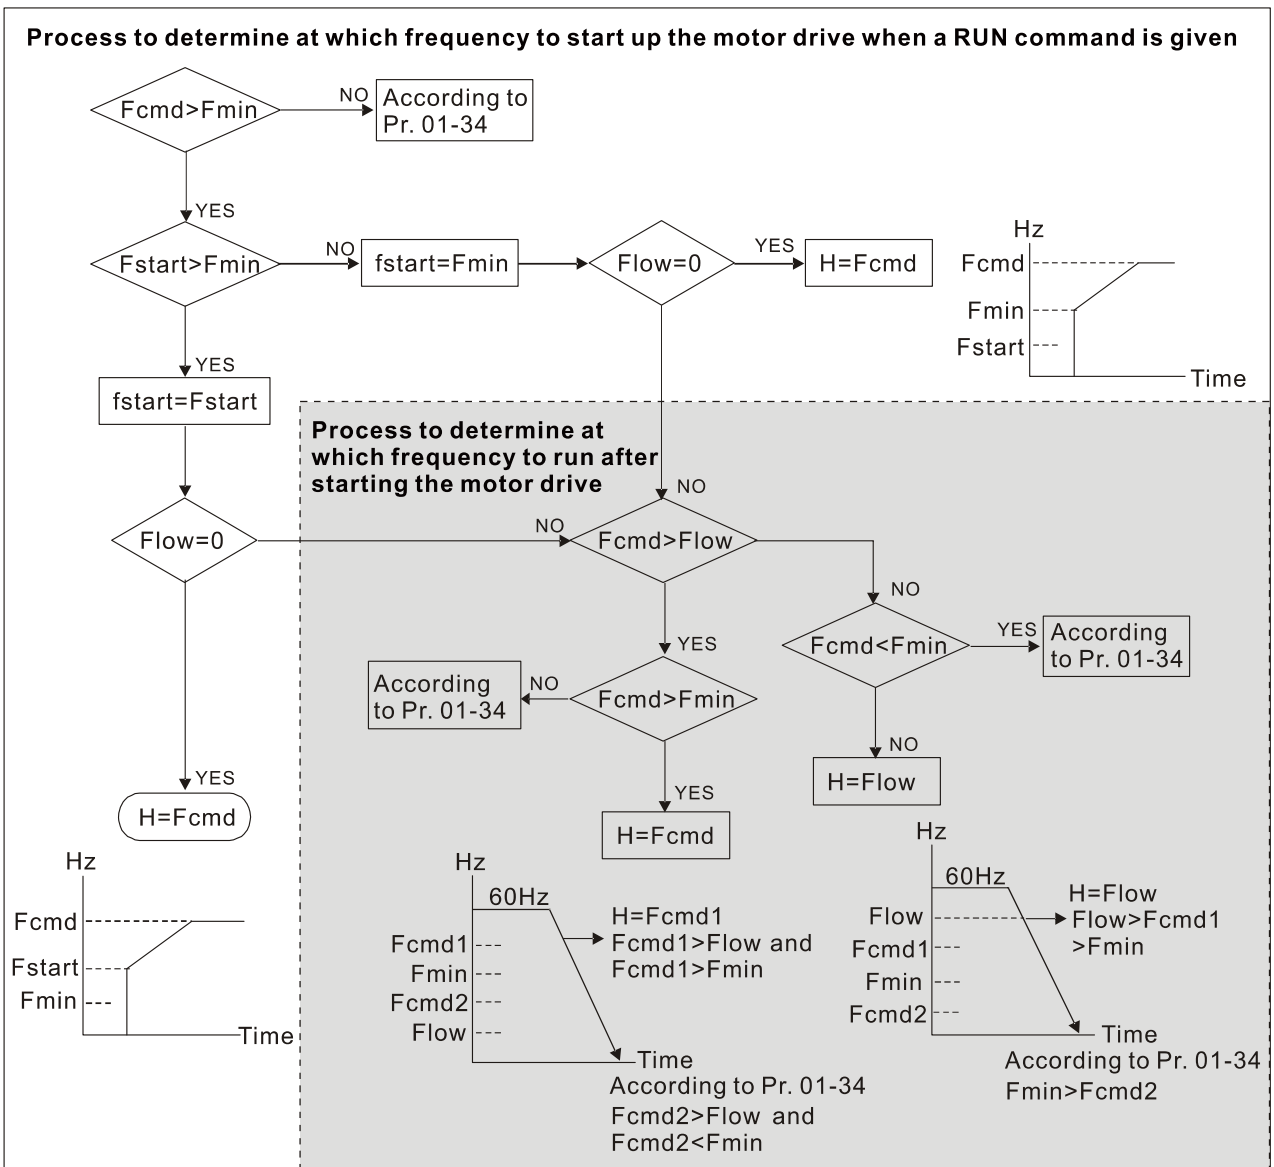 Process to determine at which frequency to start up the motor drive when a RUN command is given
Fcmd>Fmin
NO
According to
Pr. 01-34
YES
Fstart>Fmin
NO
fstart=Fmin
Flow=0
YES
H=Fcmd
Hz
Fcmd
Fmin
Fstart
Time
YES
fstart=Fstart
Process to determine at
which frequency to run after
starting the motor drive
NO
Flow=0
NO
Fcmd>Flow
NO
Fcmd<Fmin
YES
According
to Pr. 01-34
YES
According
to Pr. 01-34
NO
Fcmd>Fmin
NO
H=Flow
YES
H=Fcmd
YES
H=Fcmd
Hz
Fcmd
Fstart
Fmin
Time
Hz
60Hz
Fcmd1
Fmin
Fcmd2
Flow
H=Fcmd1
Fcmd1>Flow and
Fcmd1>Fmin
Time
According to Pr. 01-34
Fcmd2>Flow and
Fcmd2<Fmin
Hz
60Hz
Flow
Fcmd1
Fmin
Fcmd2
H=Flow
Flow>Fcmd1
>Fmin
Time
According to Pr. 01-34
Fmin>Fcmd2